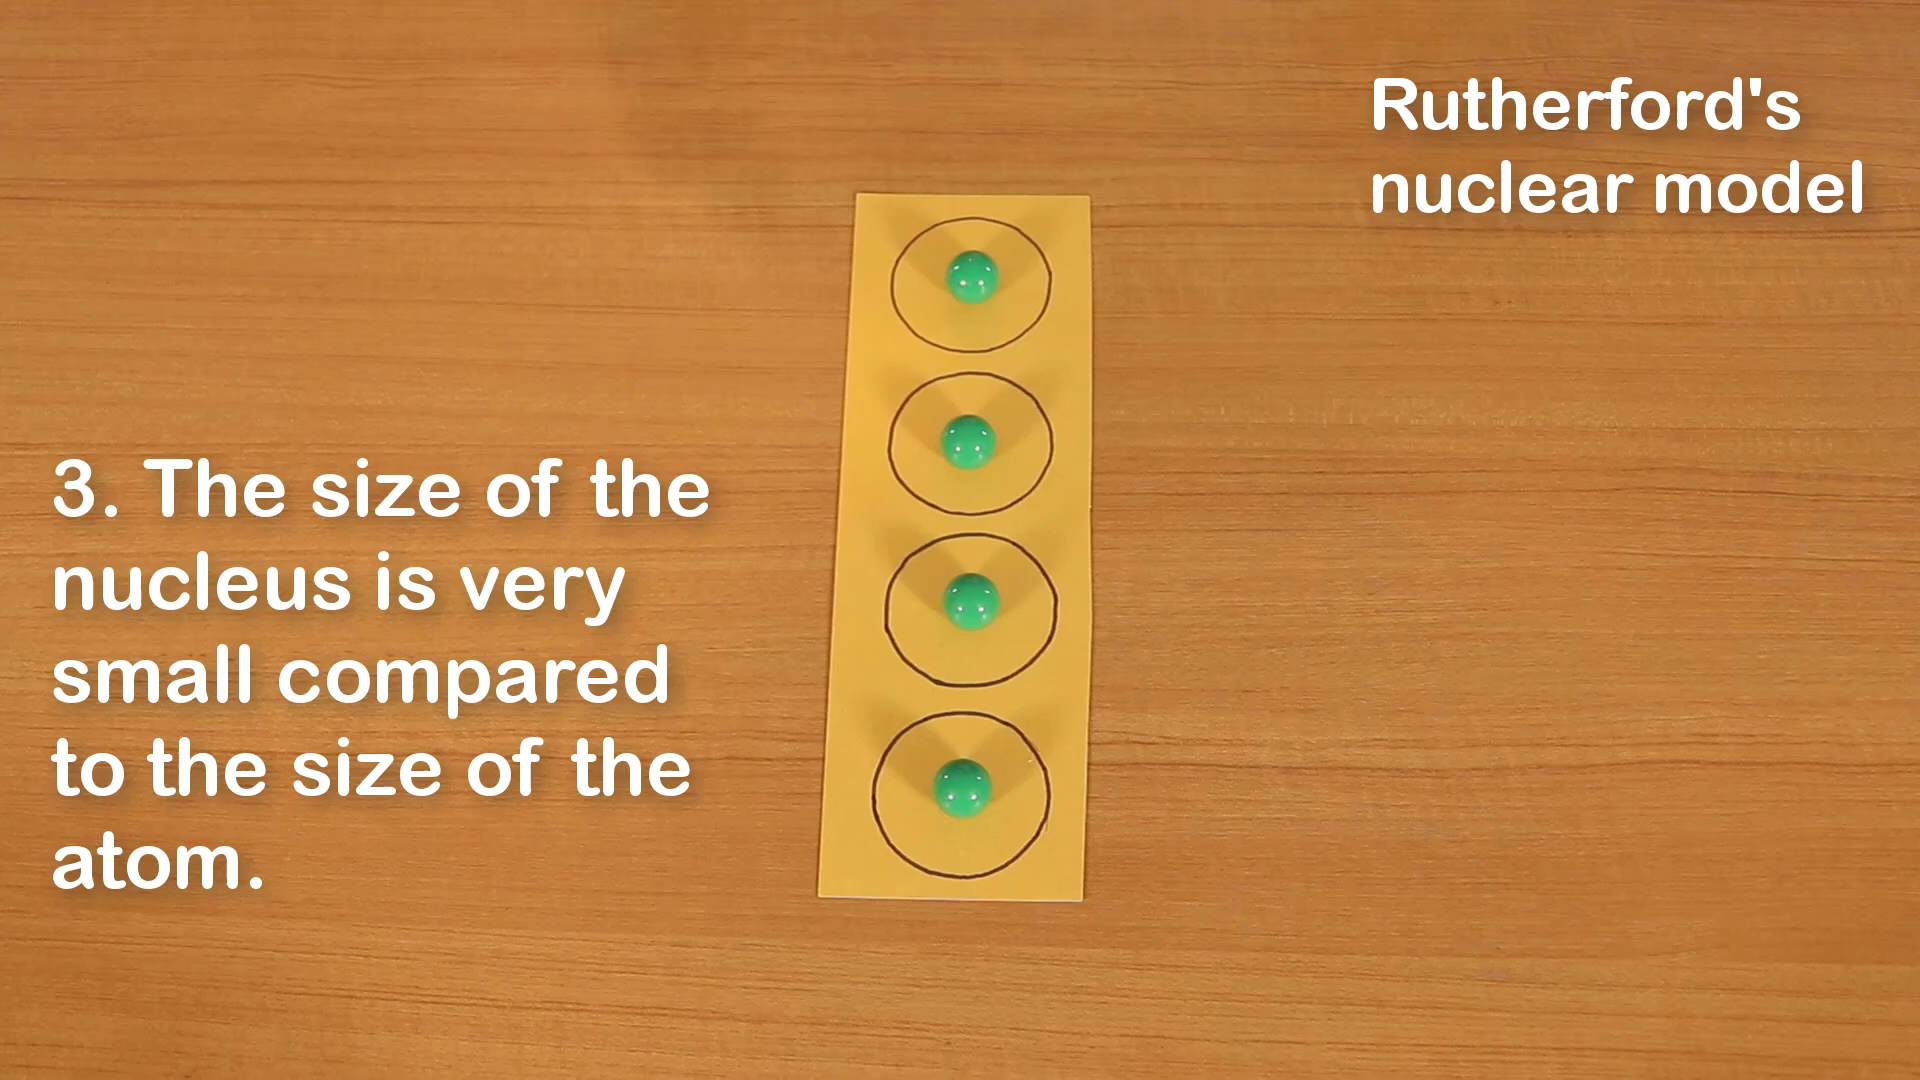 Rutherford's
nuclear model
3. The size of the
nucleus is very
small compared
to the size of the
atom.